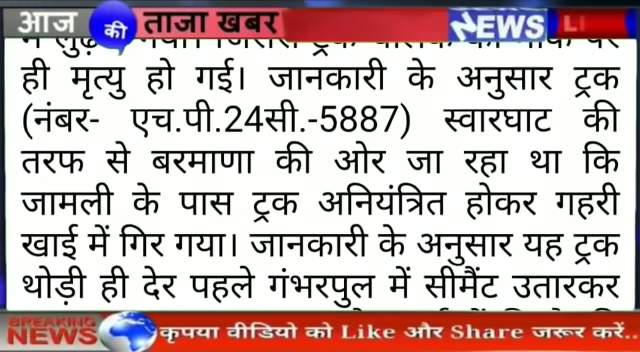 आज की ताजा खबर NEWS LI
ही मृत्यु हो गई। जानकारी के अनुसार ट्रक
(नंबर- एच.पी.24सी.-5887) स्वारघाट की
तरफ से बरमाणा की ओर जा रहा था कि
जामली के पास ट्रक अनियंत्रित होकर गहरी
खाई में गिर गया। जानकारी के अनुसार यह ट्रक
थोड़ी ही देर पहले गंभरपुल में सीमैंट उतारकर
BREAKING
NEWS
कृपया वीडियो को Like और Share जरूर करें..